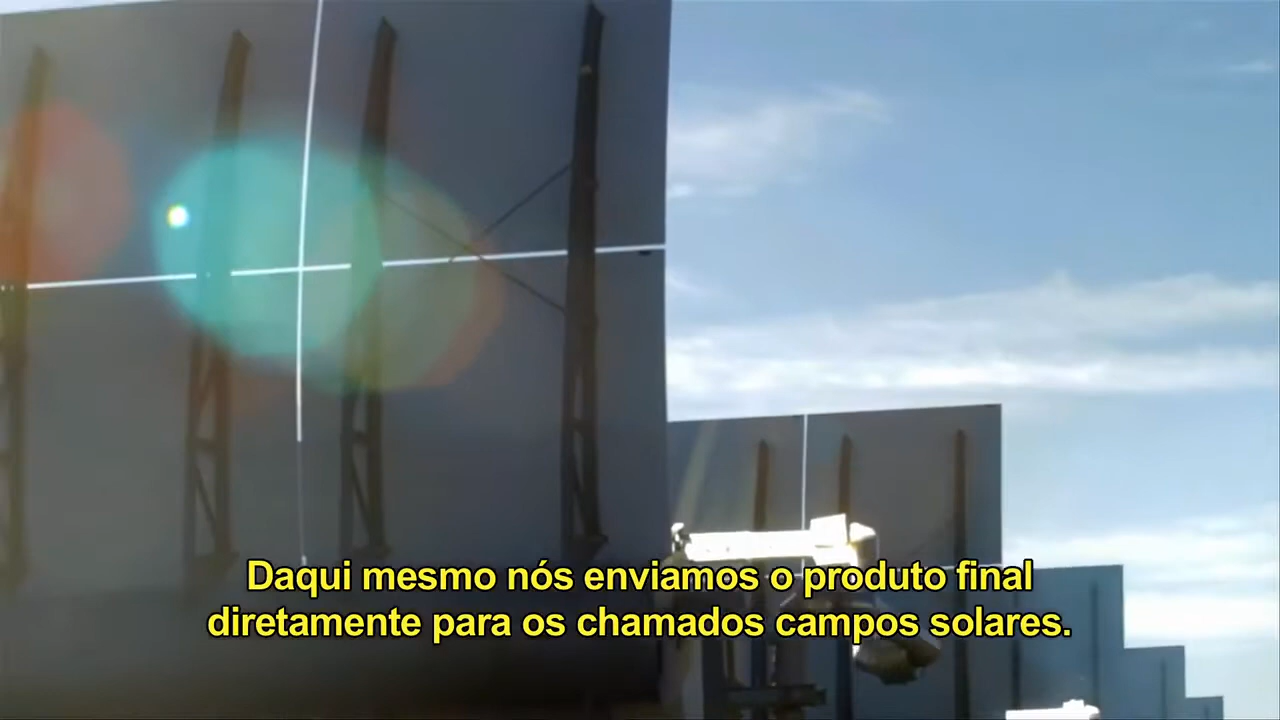 Daqui mesmo nós enviamos o produto final
diretamente para os chamados campos solares.